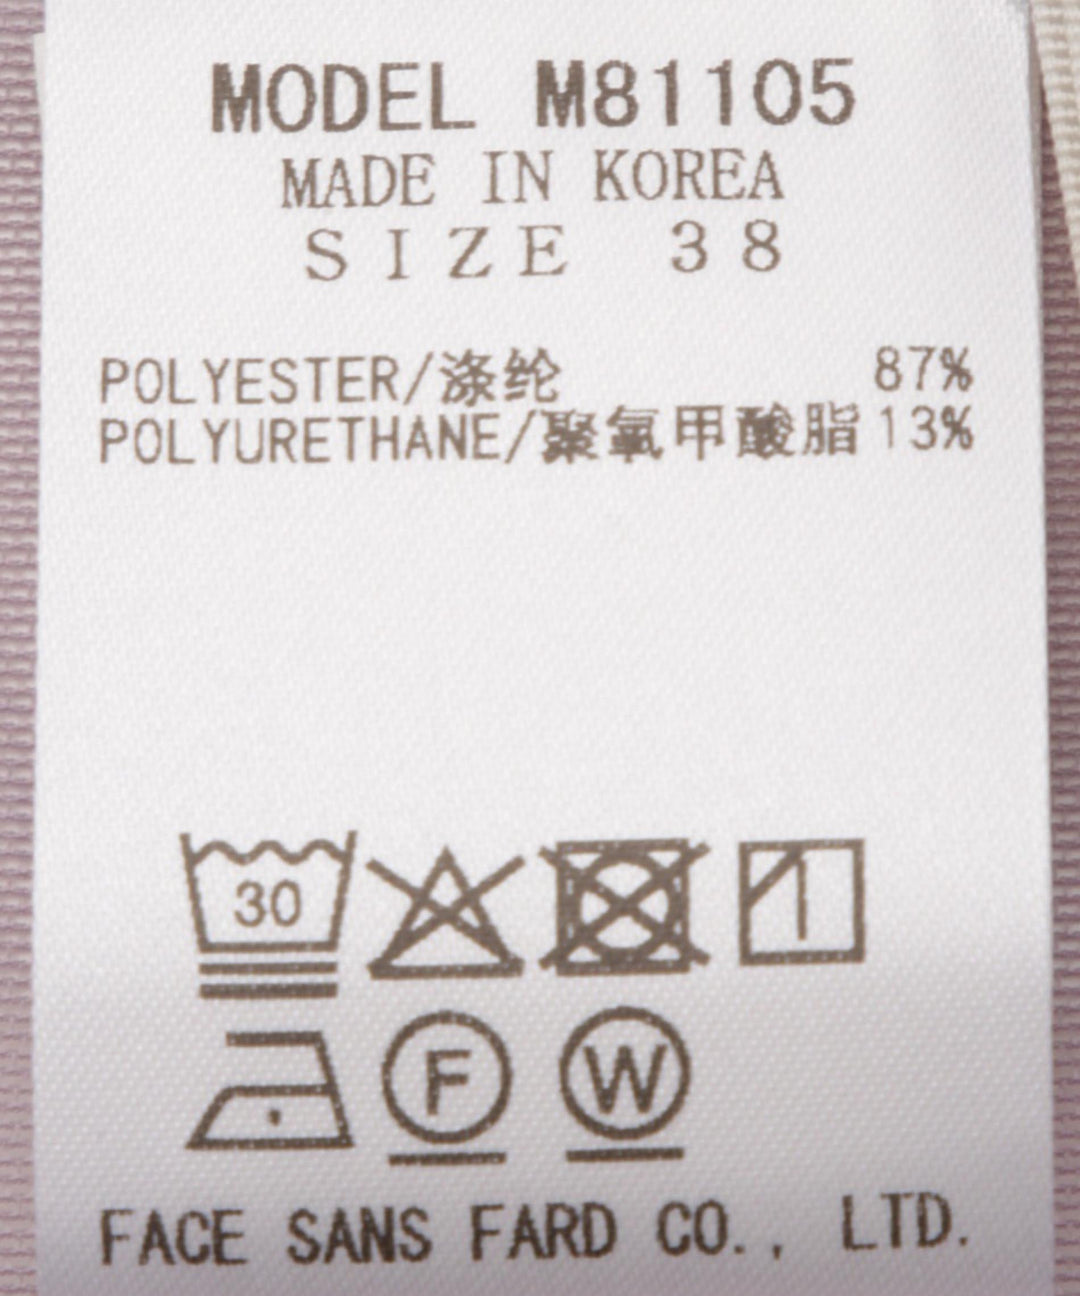 MODEL M81105
MADE IN KOREA
SIZE 38
POLYESTER/涤纶 87%
POLYURETHANE/聚氧甲酸脂 13%
30
F W
FACE SANS FARD CO., LTD.